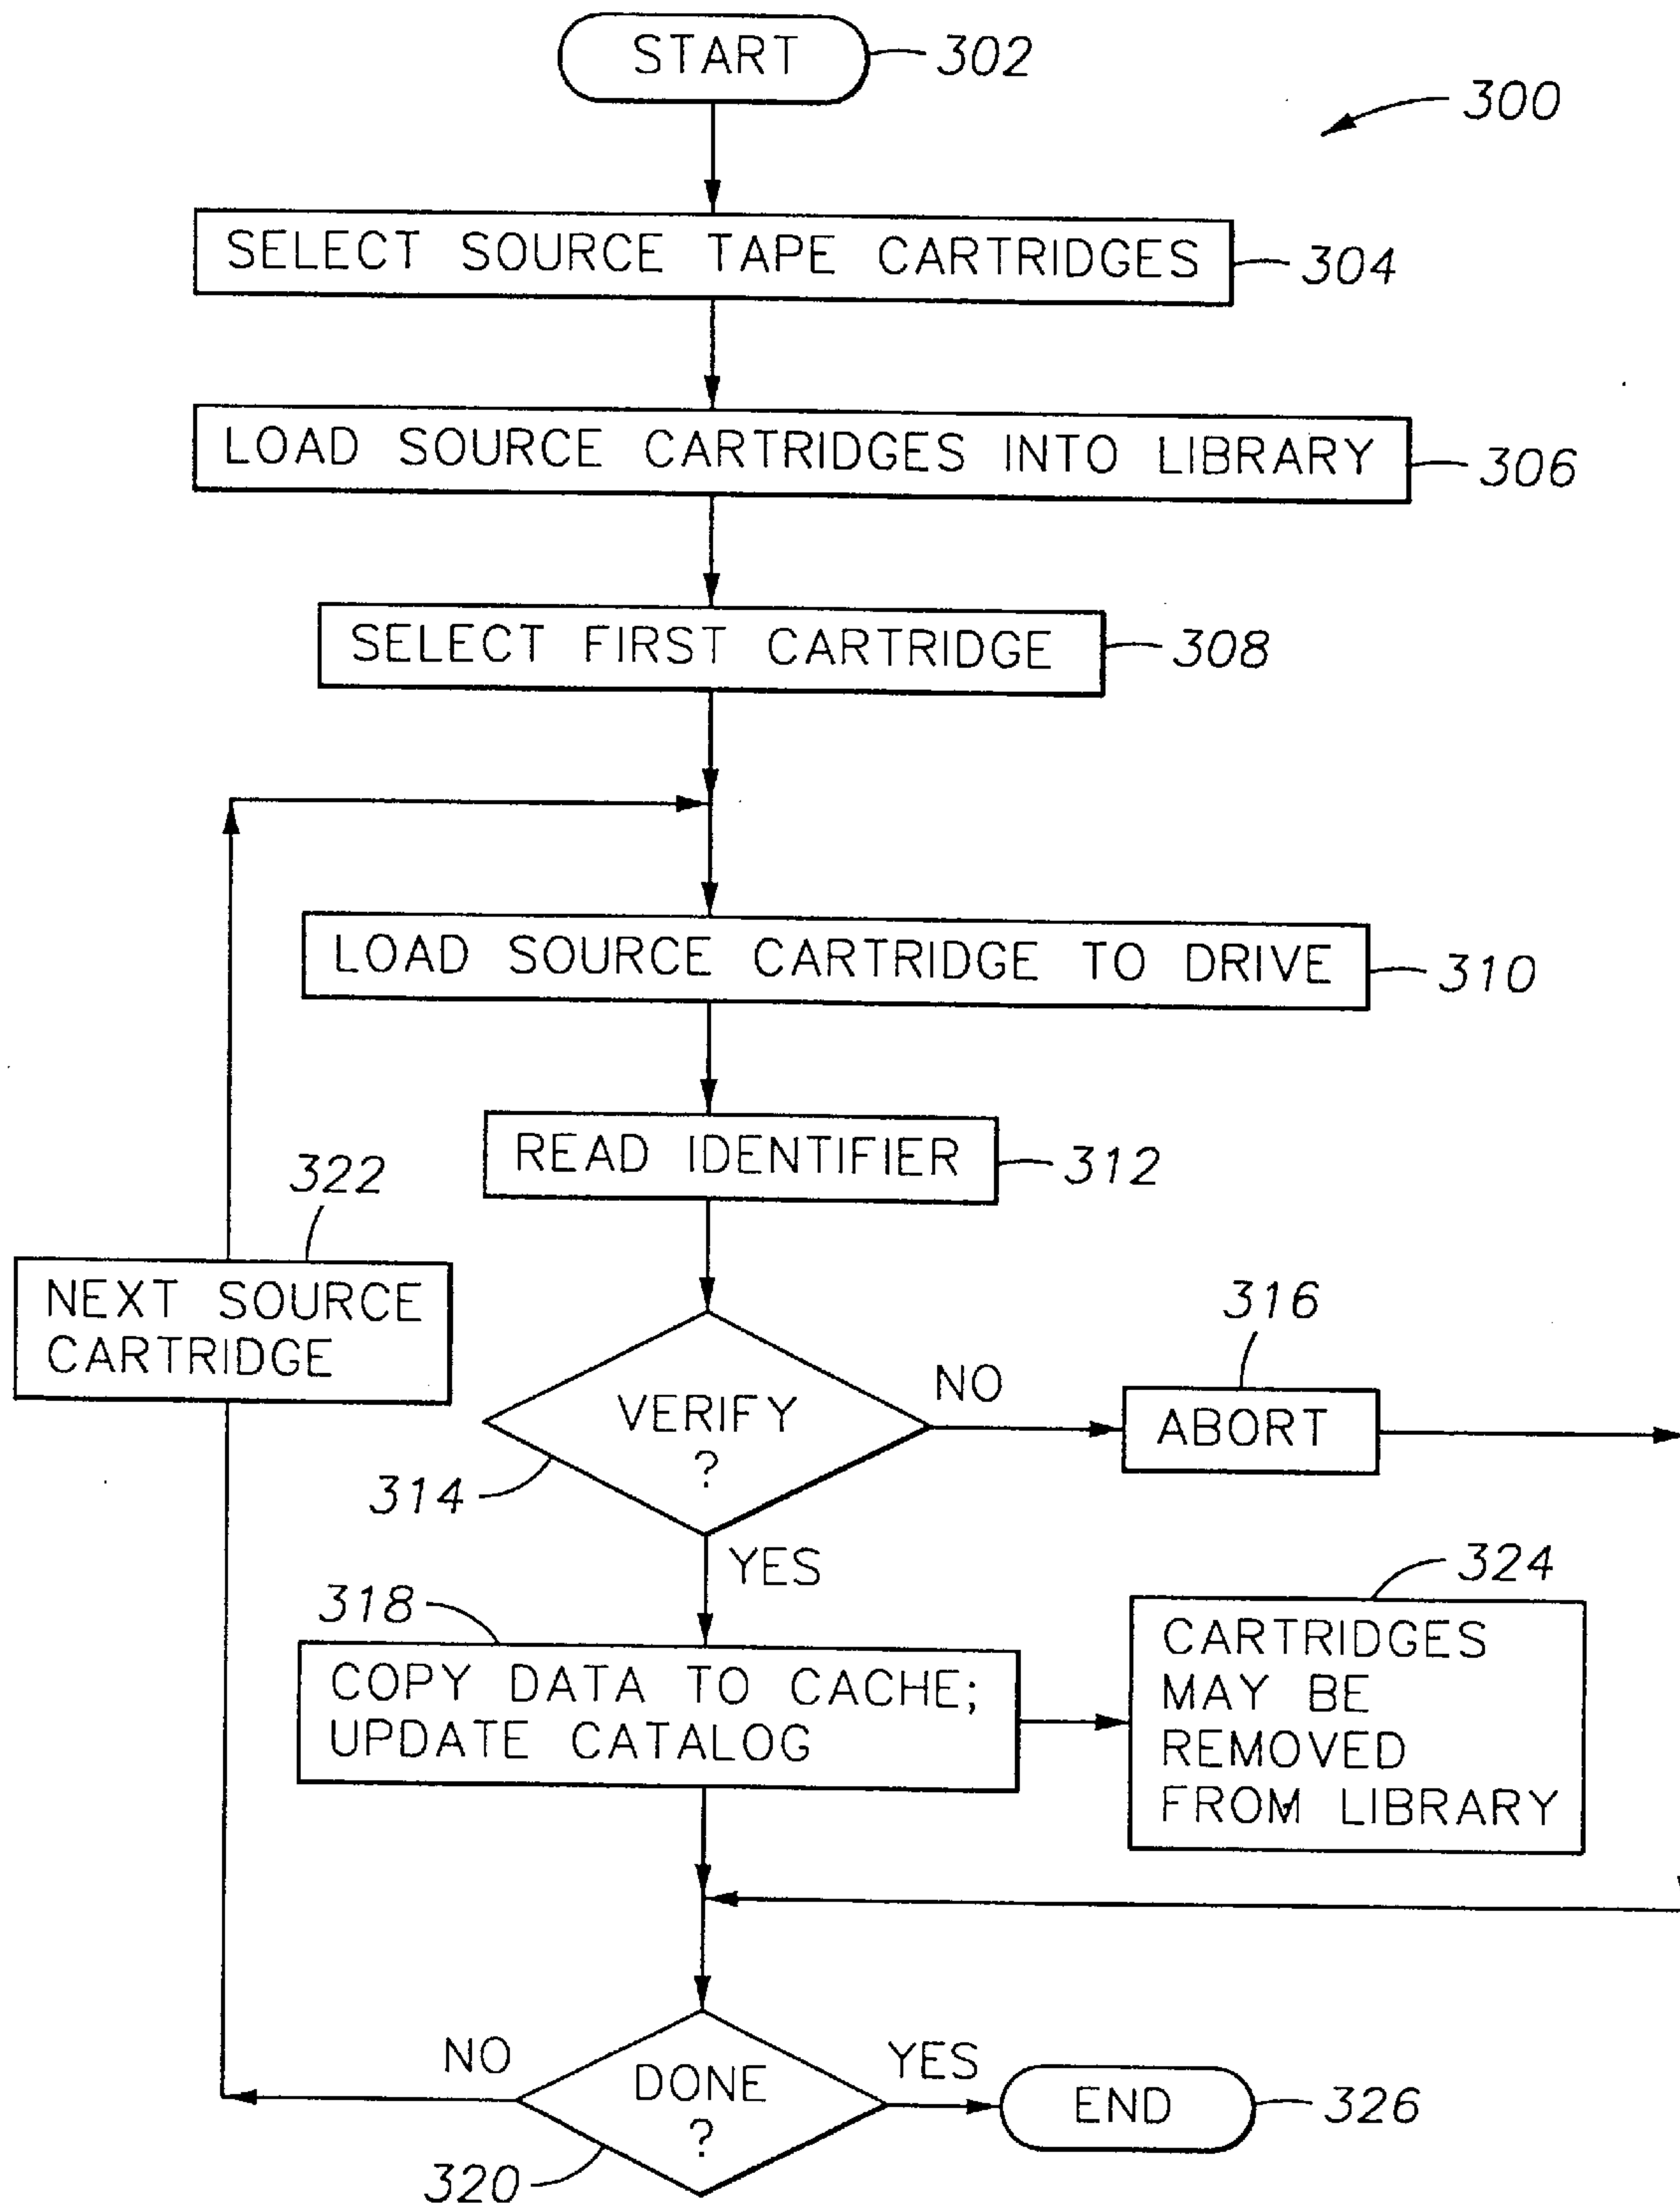 START
302
300
SELECT SOURCE TAPE CARTRIDGES
304
LOAD SOURCE CARTRIDGES INTO LIBRARY
306
SELECT FIRST CARTRIDGE
308
LOAD SOURCE CARTRIDGE TO DRIVE
310
READ IDENTIFIER
312
322
NEXT SOURCE
CARTRIDGE
VERIFY
?
314
NO
316
ABORT
YES
318
COPY DATA TO CACHE;
UPDATE CATALOG
324
CARTRIDGES
MAY BE
REMOVED
FROM LIBRARY
NO
DONE
?
320
YES
END
326